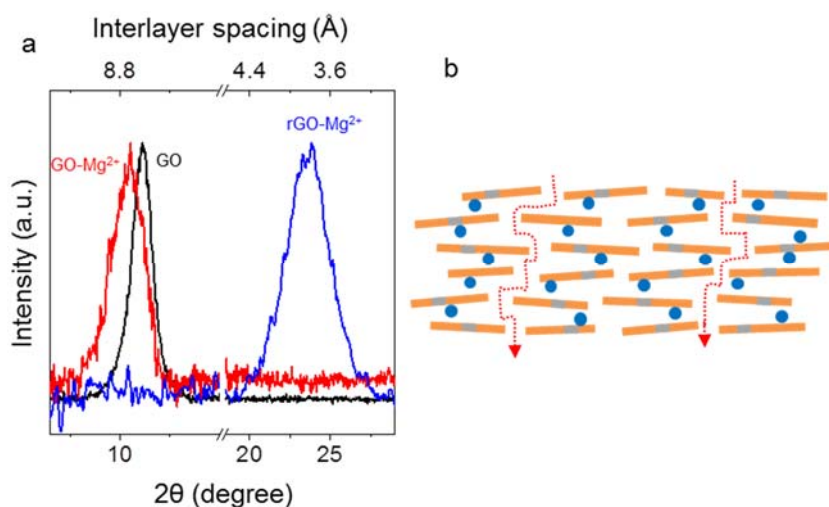 Interlayer spacing (Å)
a
b
8.8
4.4
3.6
GO-Mg²⁺
GO
rGO-Mg²⁺
Intensity (a.u.)
10
20
25
2θ (degree)